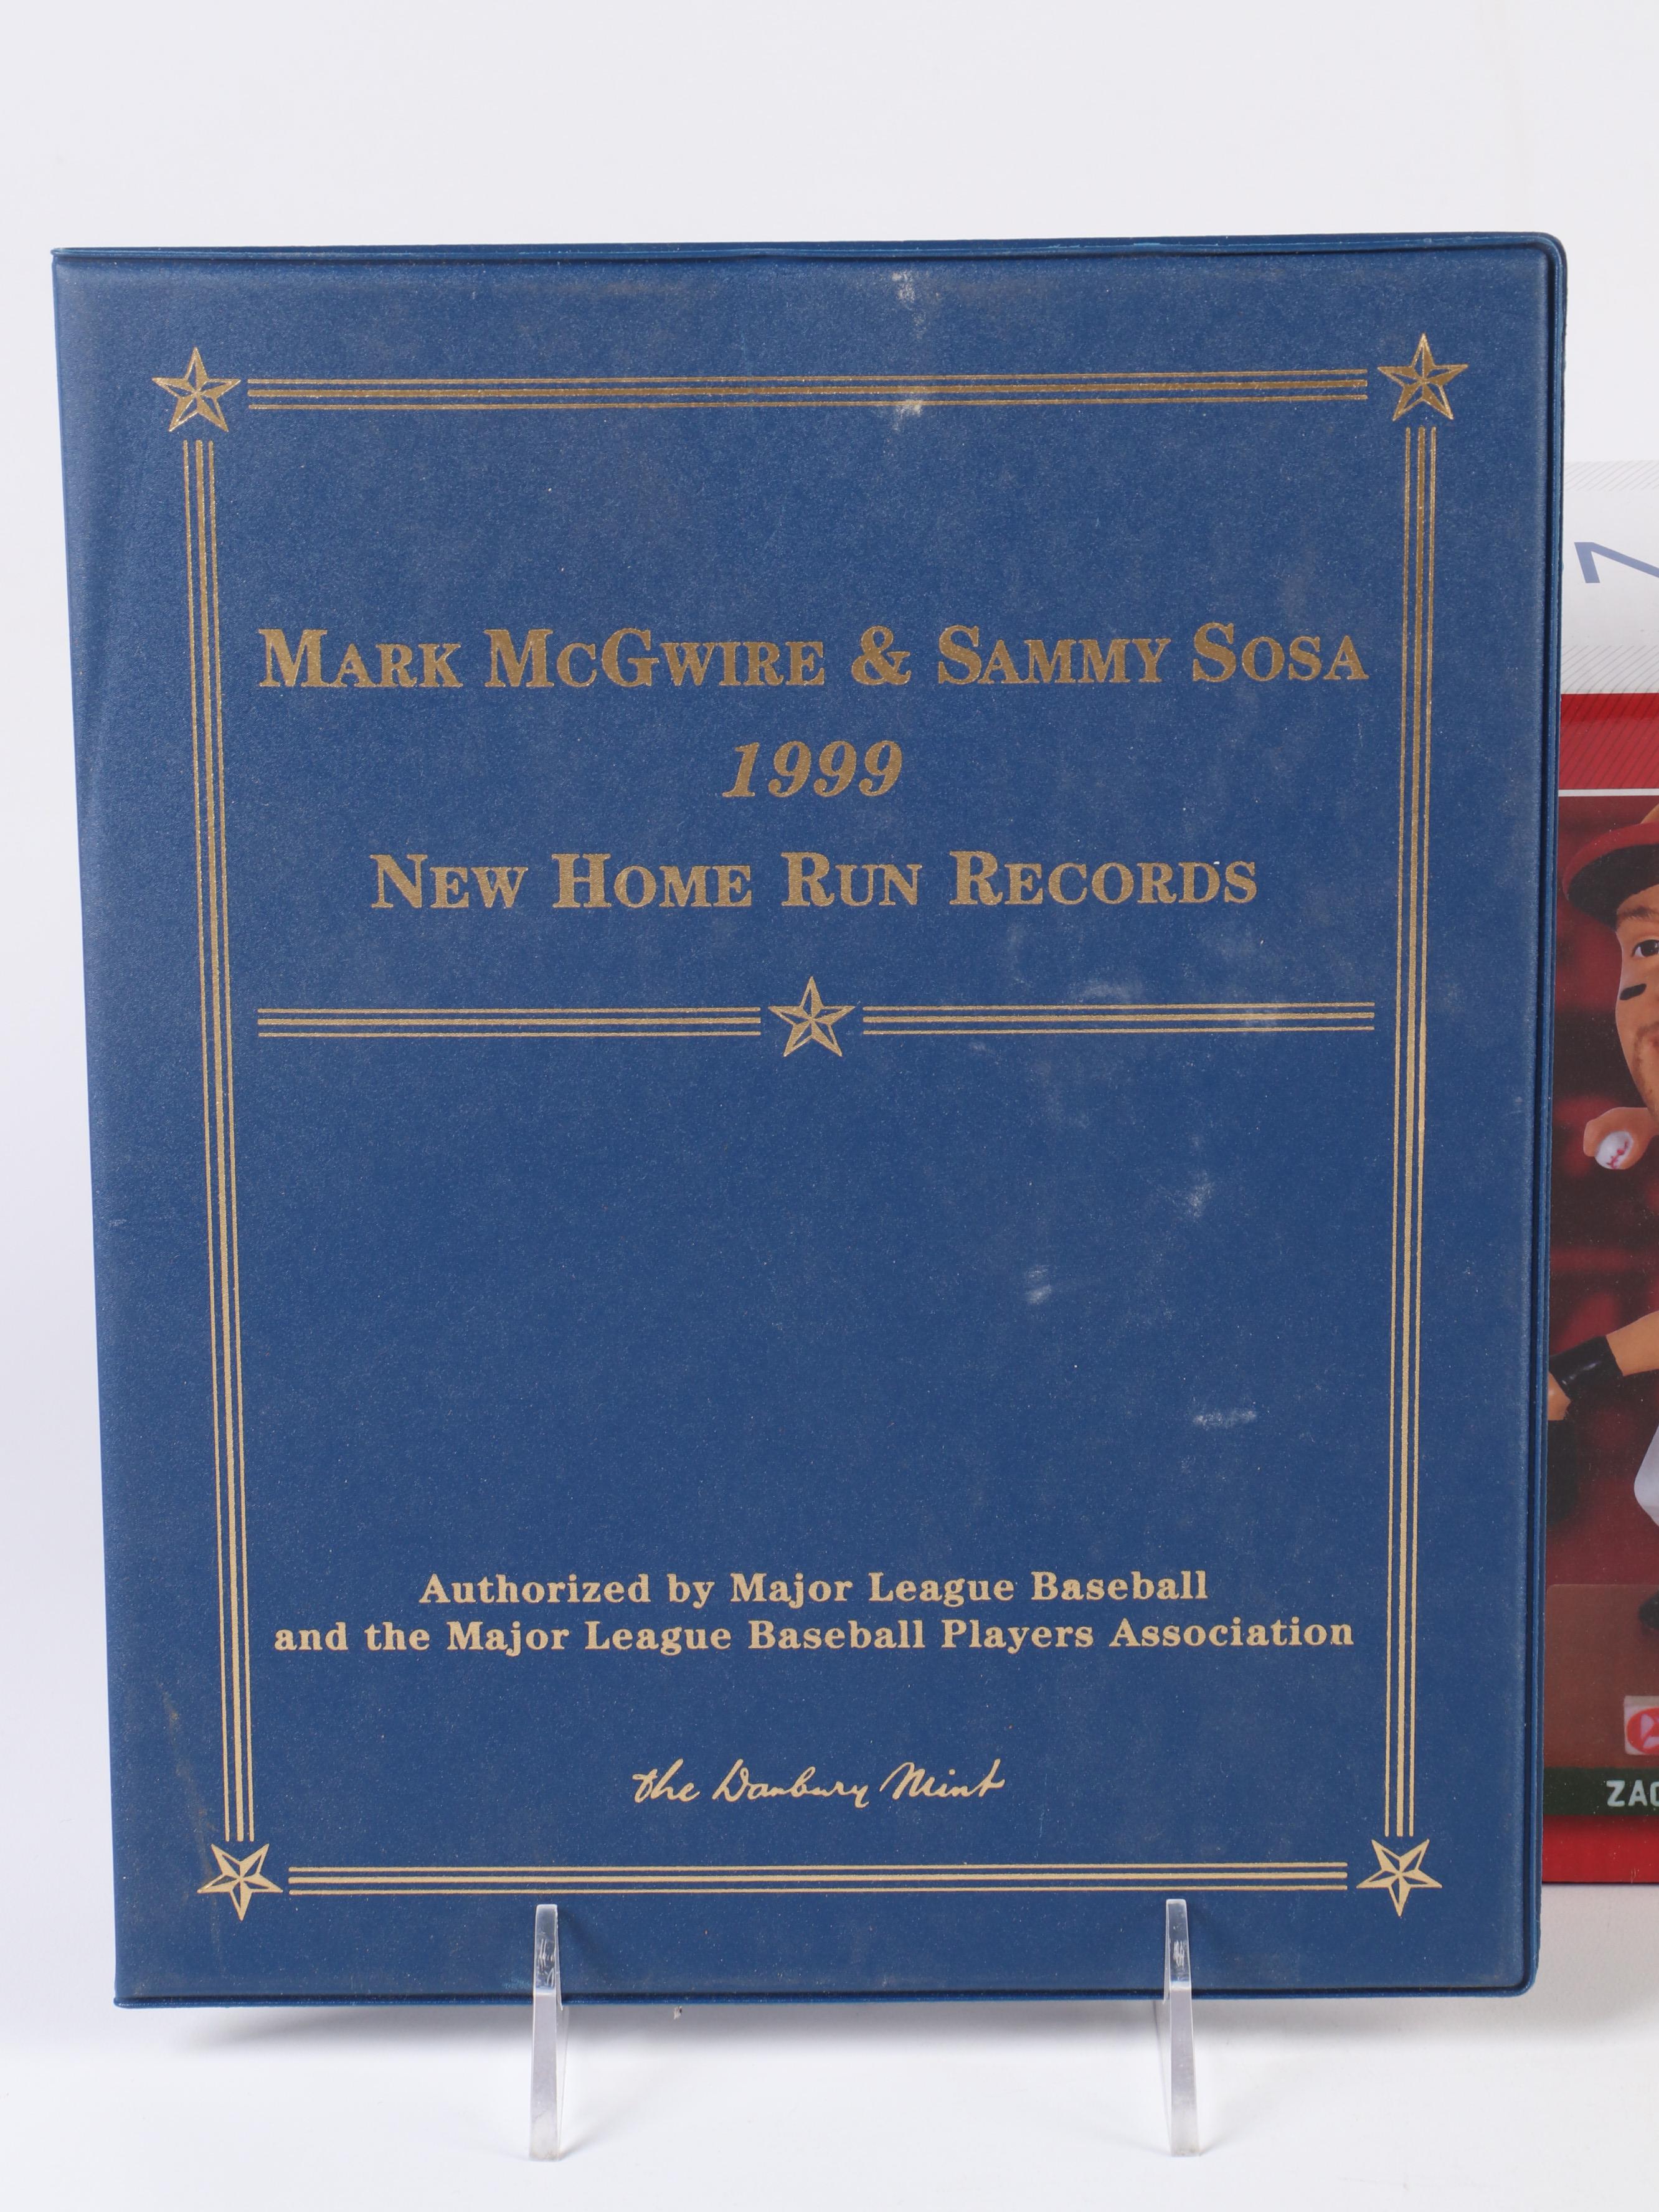 MARK MCGWIRE & SAMMY SOSA
1999
NEW HOME RUN RECORDS
Authorized by Major League Baseball
and the Major League Baseball Players Association
the Danbury Mint